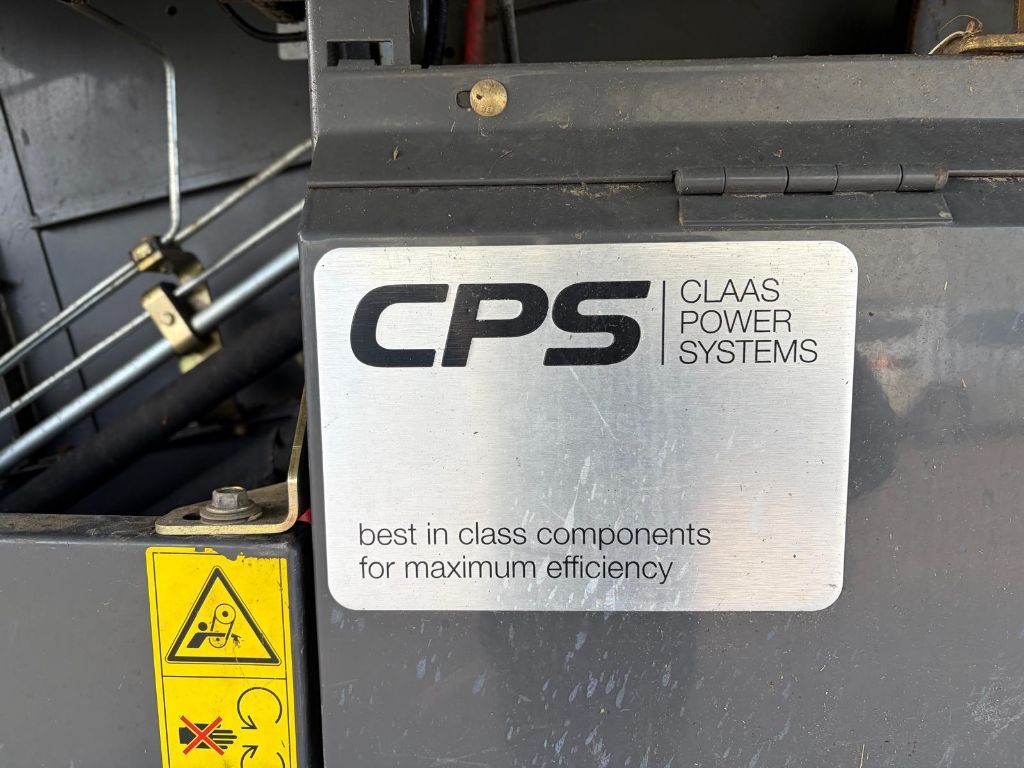 CPS
CLAAS
POWER
SYSTEMS
best in class components
for maximum efficiency